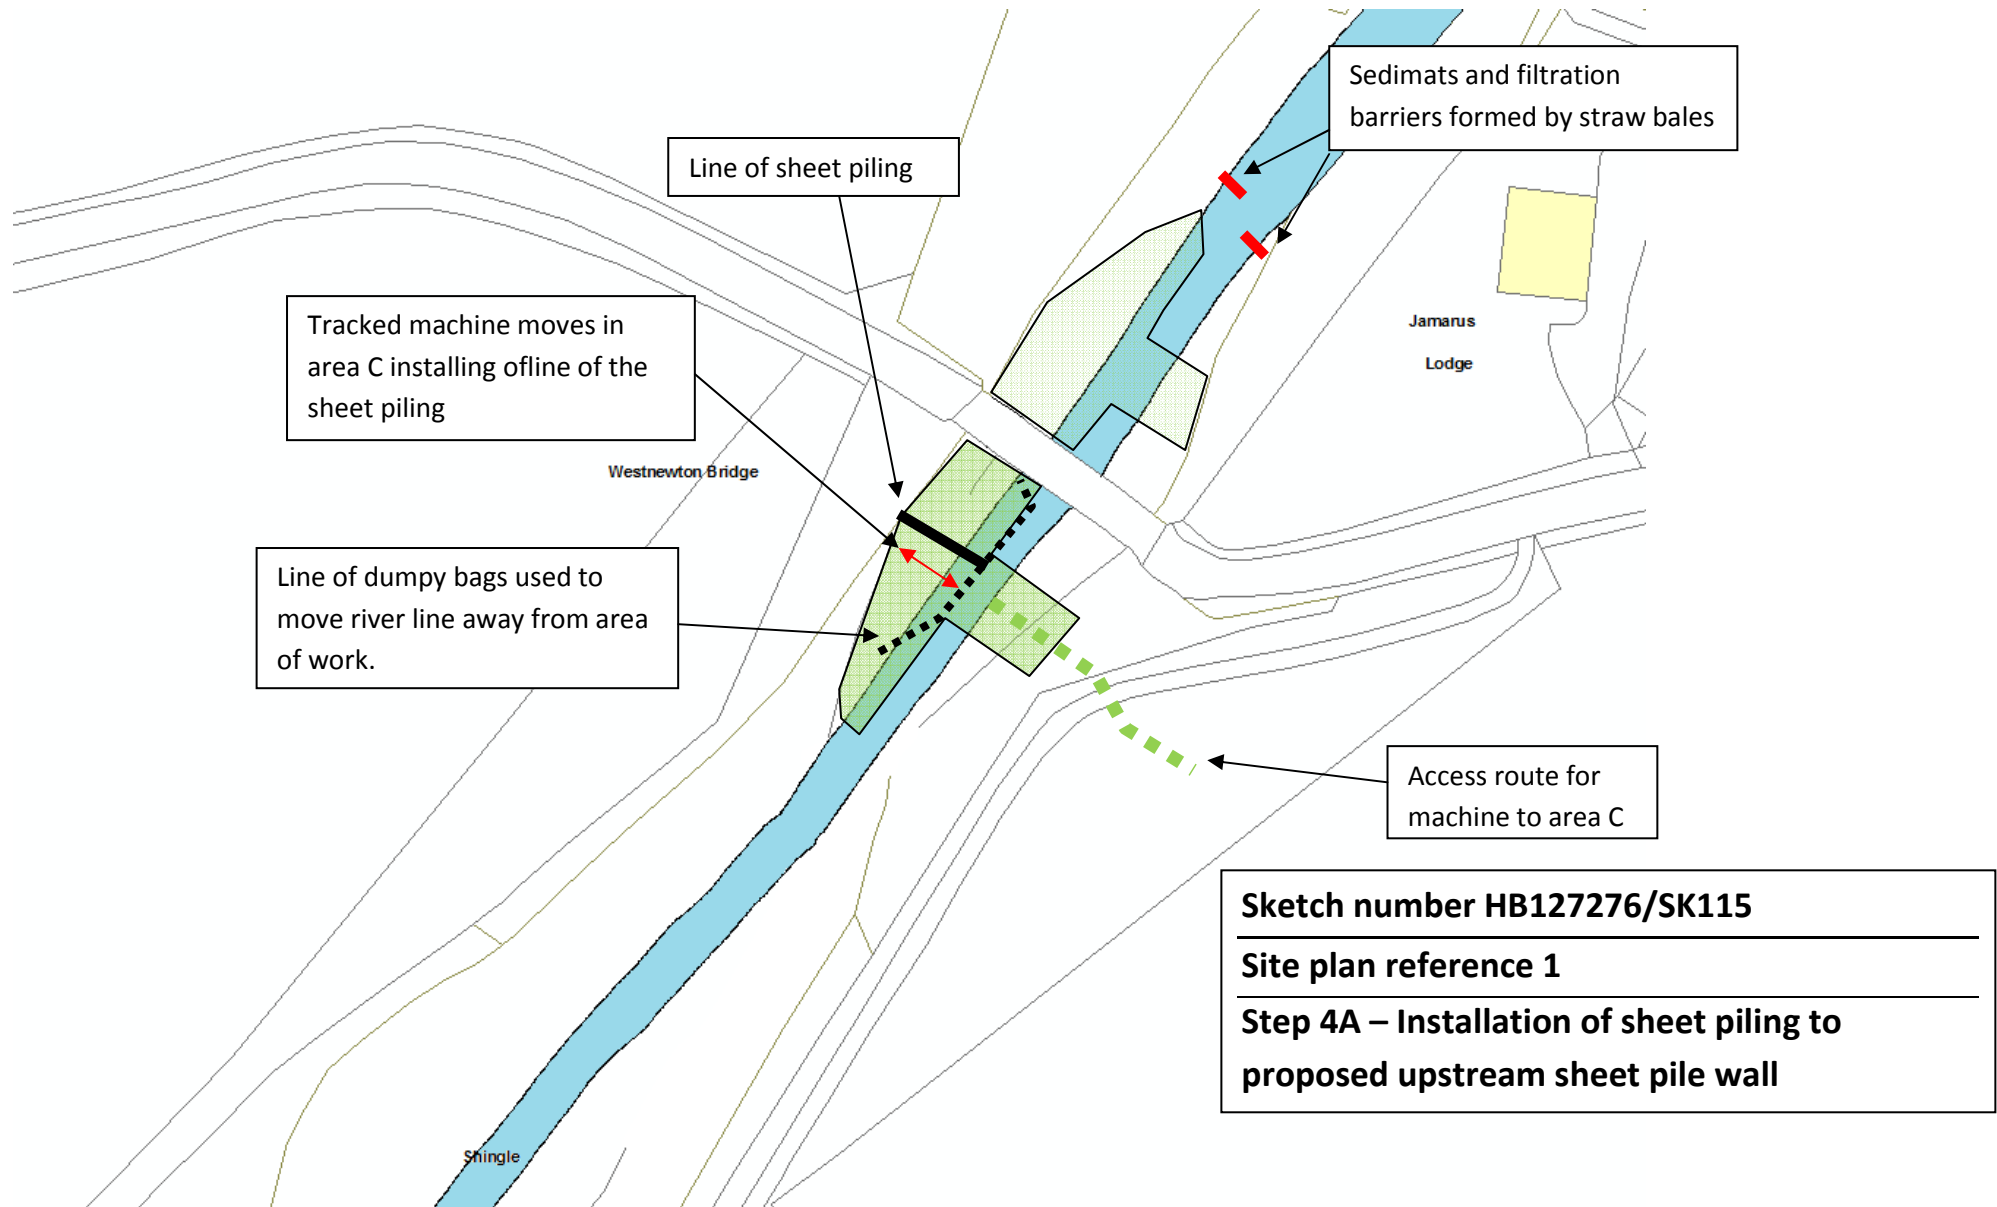 Sedimats and filtration
barriers formed by straw bales
Line of sheet piling
Tracked machine moves in
area C installing ofline of the
sheet piling
Jamarus
Lodge
Westnewton Bridge
Line of dumpy bags used to
move river line away from area
of work.
Access route for
machine to area C
Sketch number HB127276/SK115
Site plan reference 1
Step 4A – Installation of sheet piling to
proposed upstream sheet pile wall
Shingle